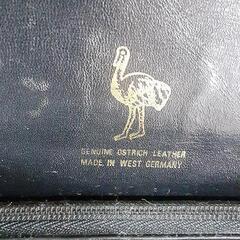 GENUINE OSTRICH LEATHER
MADE IN WEST GERMANY